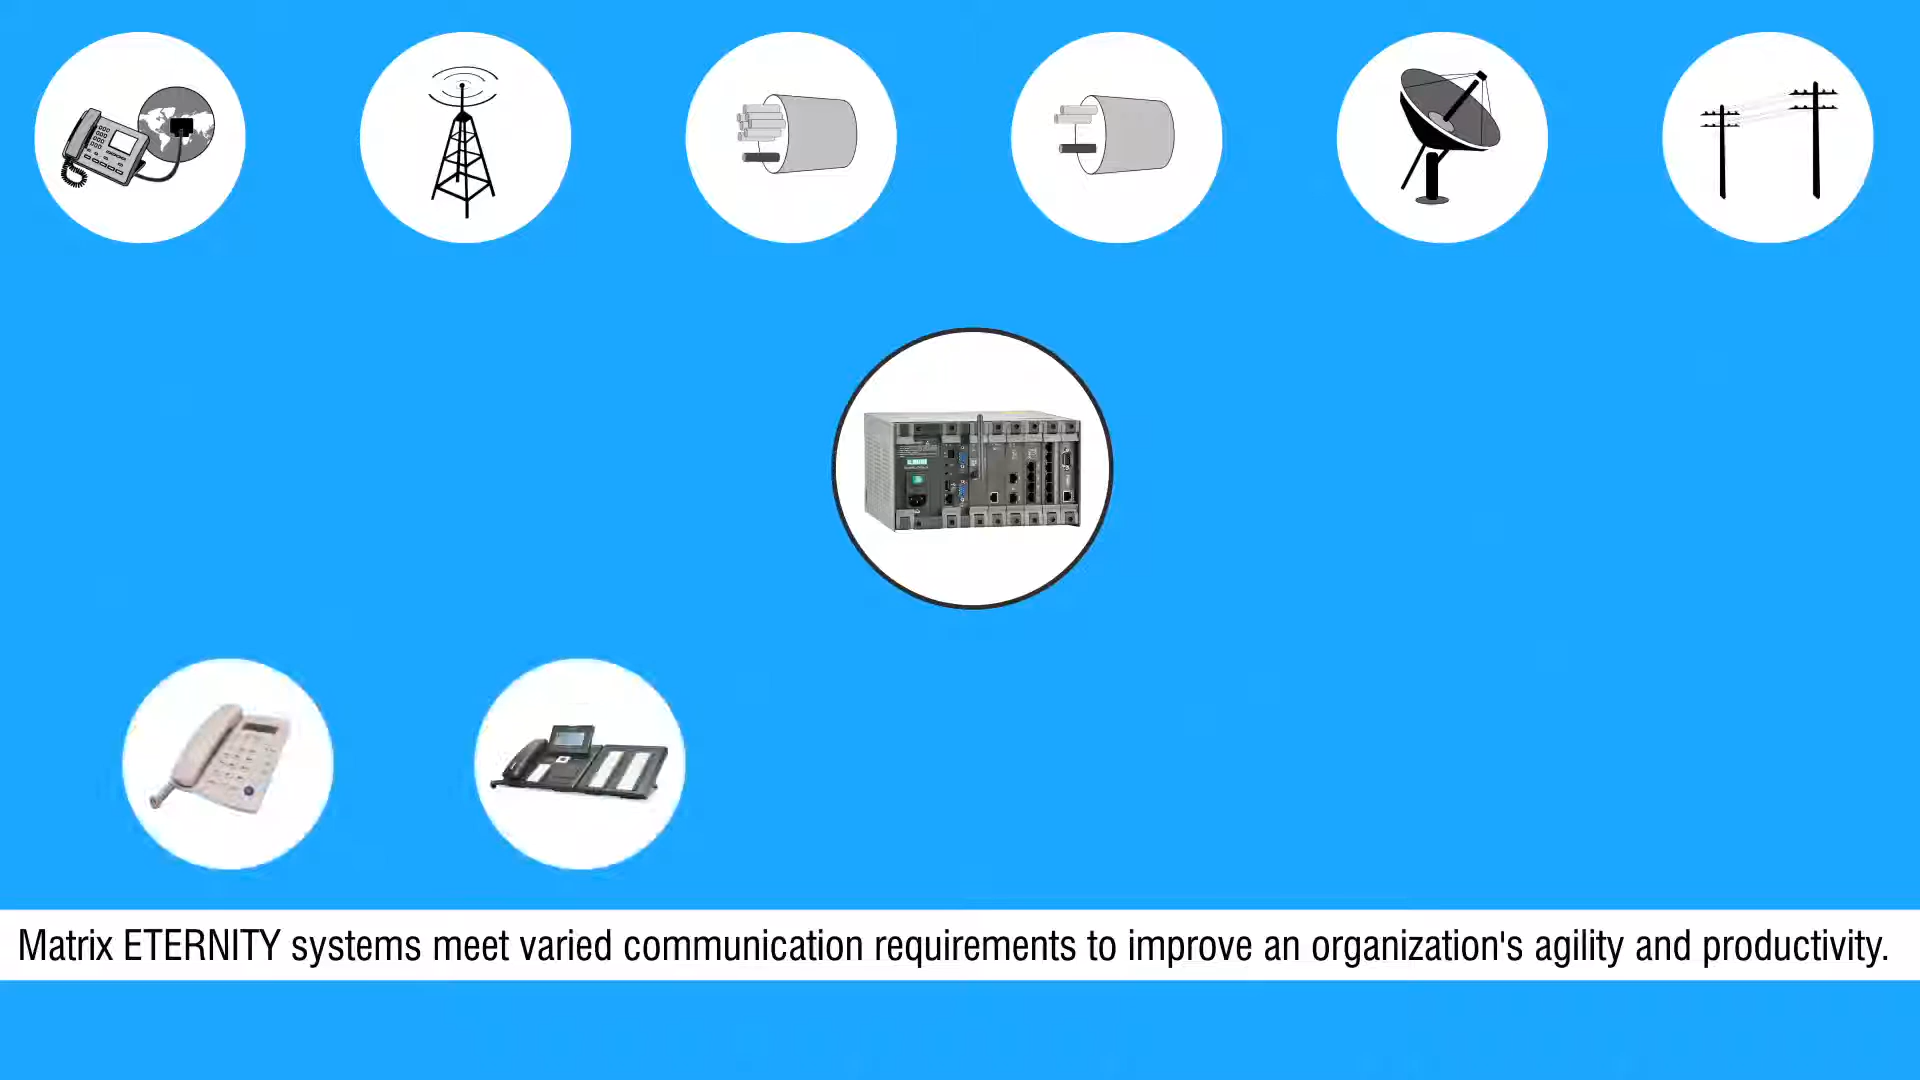 Matrix ETERNITY systems meet varied communication requirements to improve an organization's agility and productivity.